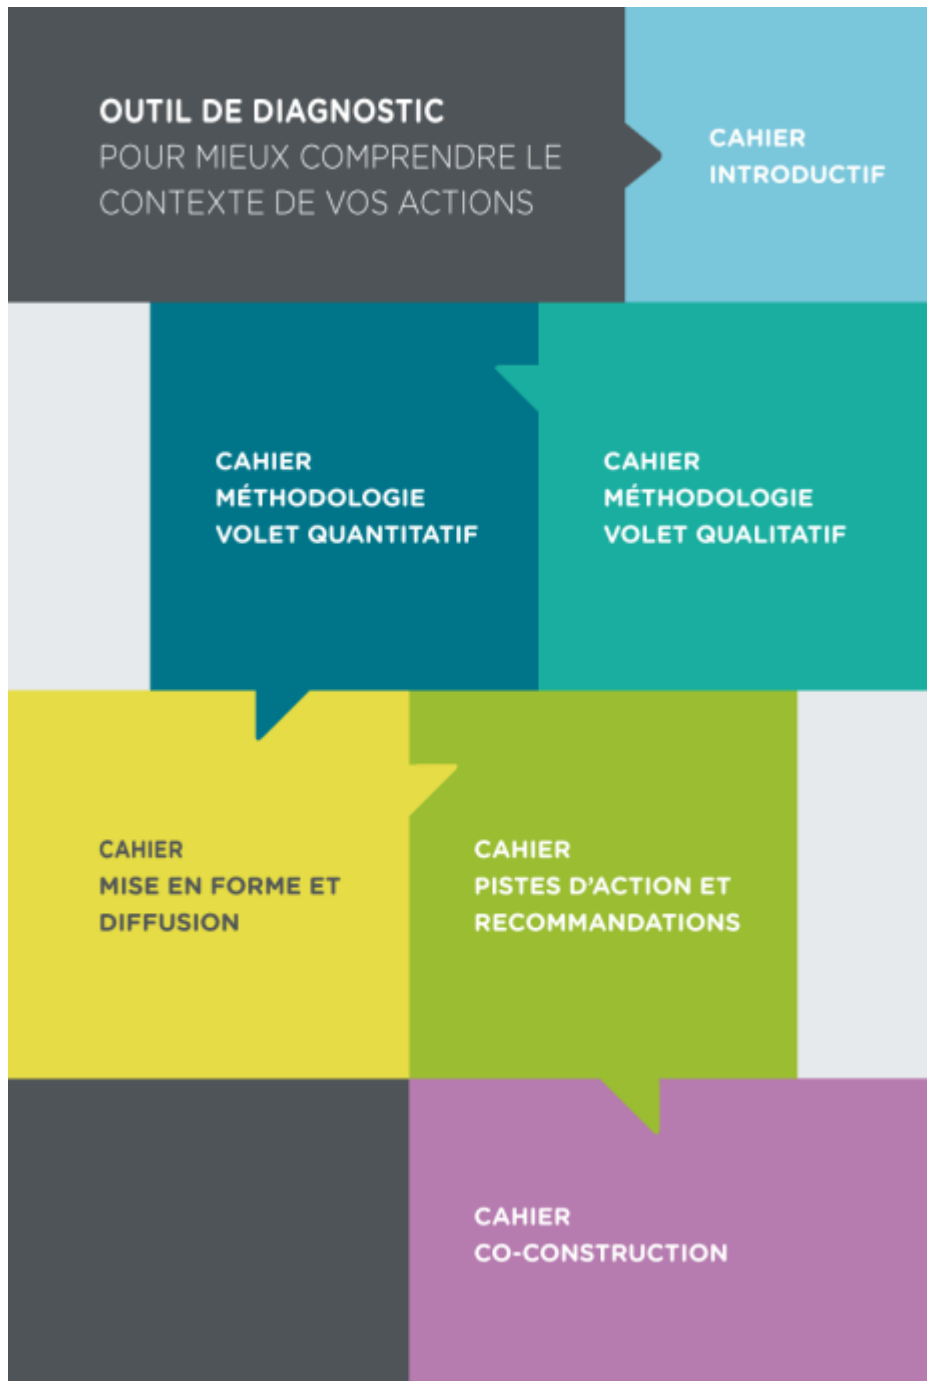 OUTIL DE DIAGNOSTIC
POUR MIEUX COMPRENDRE LE
CONTEXTE DE VOS ACTIONS
CAHIER
INTRODUCTIF
CAHIER
MÉTHODOLOGIE
VOLET QUANTITATIF
CAHIER
MÉTHODOLOGIE
VOLET QUALITATIF
CAHIER
MISE EN FORME ET
DIFFUSION
CAHIER
PISTES D'ACTION ET
RECOMMANDATIONS
CAHIER
CO-CONSTRUCTION